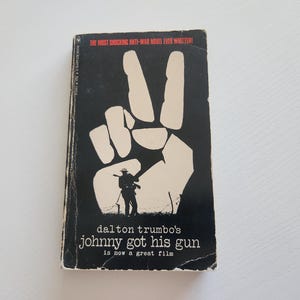 THE MOST SHOCKING ANTI-WAR NOVEL EVER WRITTEN!
dalton trumbo's
johnny got his gun
is now a great film